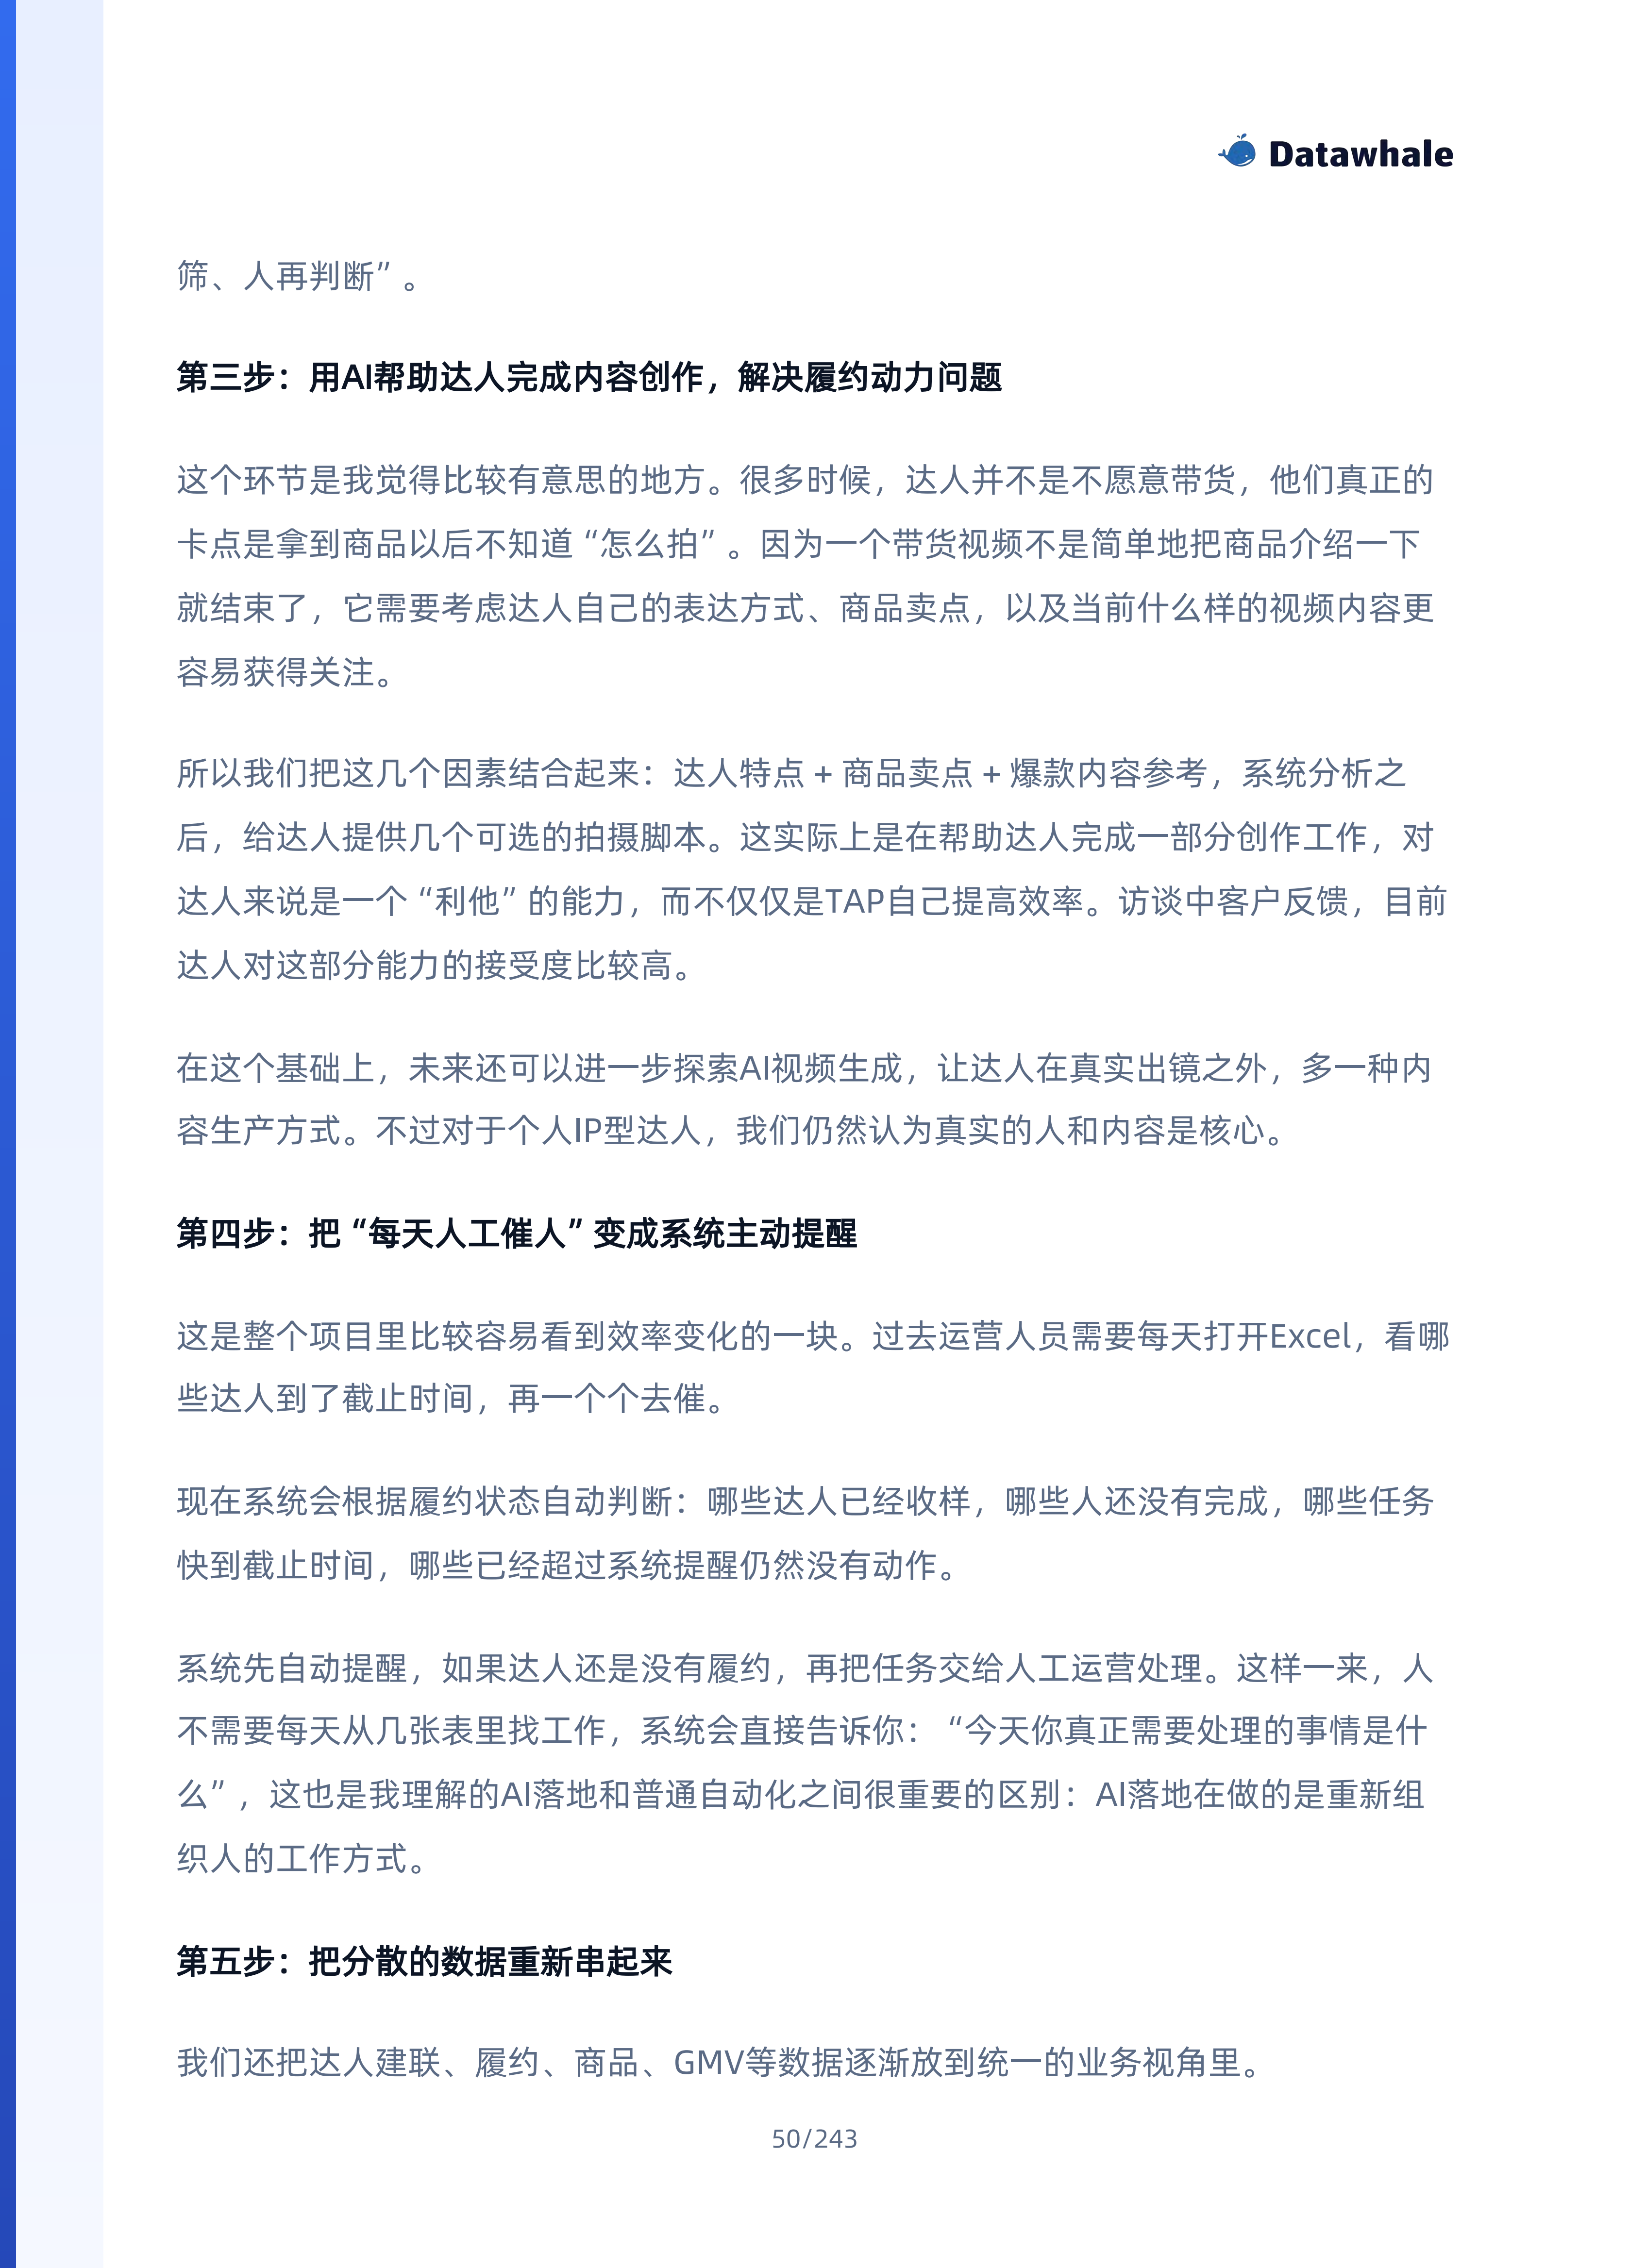 Datawhale
筛、人再判断”。
第三步：用AI帮助达人完成内容创作，解决履约动力问题
这个环节是我觉得比较有意思的地方。很多时候，达人并不是不愿意带货，他们真正的
卡点是拿到商品以后不知道“怎么拍”。因为一个带货视频不是简单地把商品介绍一下
就结束了，它需要考虑达人自己的表达方式、商品卖点，以及当前什么样的视频内容更
容易获得关注。
所以我们把这几个因素结合起来：达人特点 + 商品卖点 + 爆款内容参考，系统分析之
后，给达人提供几个可选的拍摄脚本。这实际上是在帮助达人完成一部分创作工作，对
达人来说是一个“利他”的能力，而不仅仅是TAP自己提高效率。访谈中客户反馈，目前
达人对这部分能力的接受度比较高。
在这个基础上，未来还可以进一步探索AI视频生成，让达人在真实出镜之外，多一种内
容生产方式。不过对于个人IP型达人，我们仍然认为真实的人和内容是核心。
第四步：把“每天人工催人”变成系统主动提醒
这是整个项目里比较容易看到效率变化的一块。过去运营人员需要每天打开Excel，看哪
些达人到了截止时间，再一个个去催。
现在系统会根据履约状态自动判断：哪些达人已经收样，哪些人还没有完成，哪些任务
快到截止时间，哪些已经超过系统提醒仍然没有动作。
系统先自动提醒，如果达人还是没有履约，再把任务交给人工运营处理。这样一来，人
不需要每天从几张表里找工作，系统会直接告诉你：“今天你真正需要处理的事情是什
么”，这也是我理解的AI落地和普通自动化之间很重要的区别：AI落地在做的是重新组
织人的工作方式。
第五步：把分散的数据重新串起来
我们还把达人建联、履约、商品、GMV等数据逐渐放到统一的业务视角里。
50/243